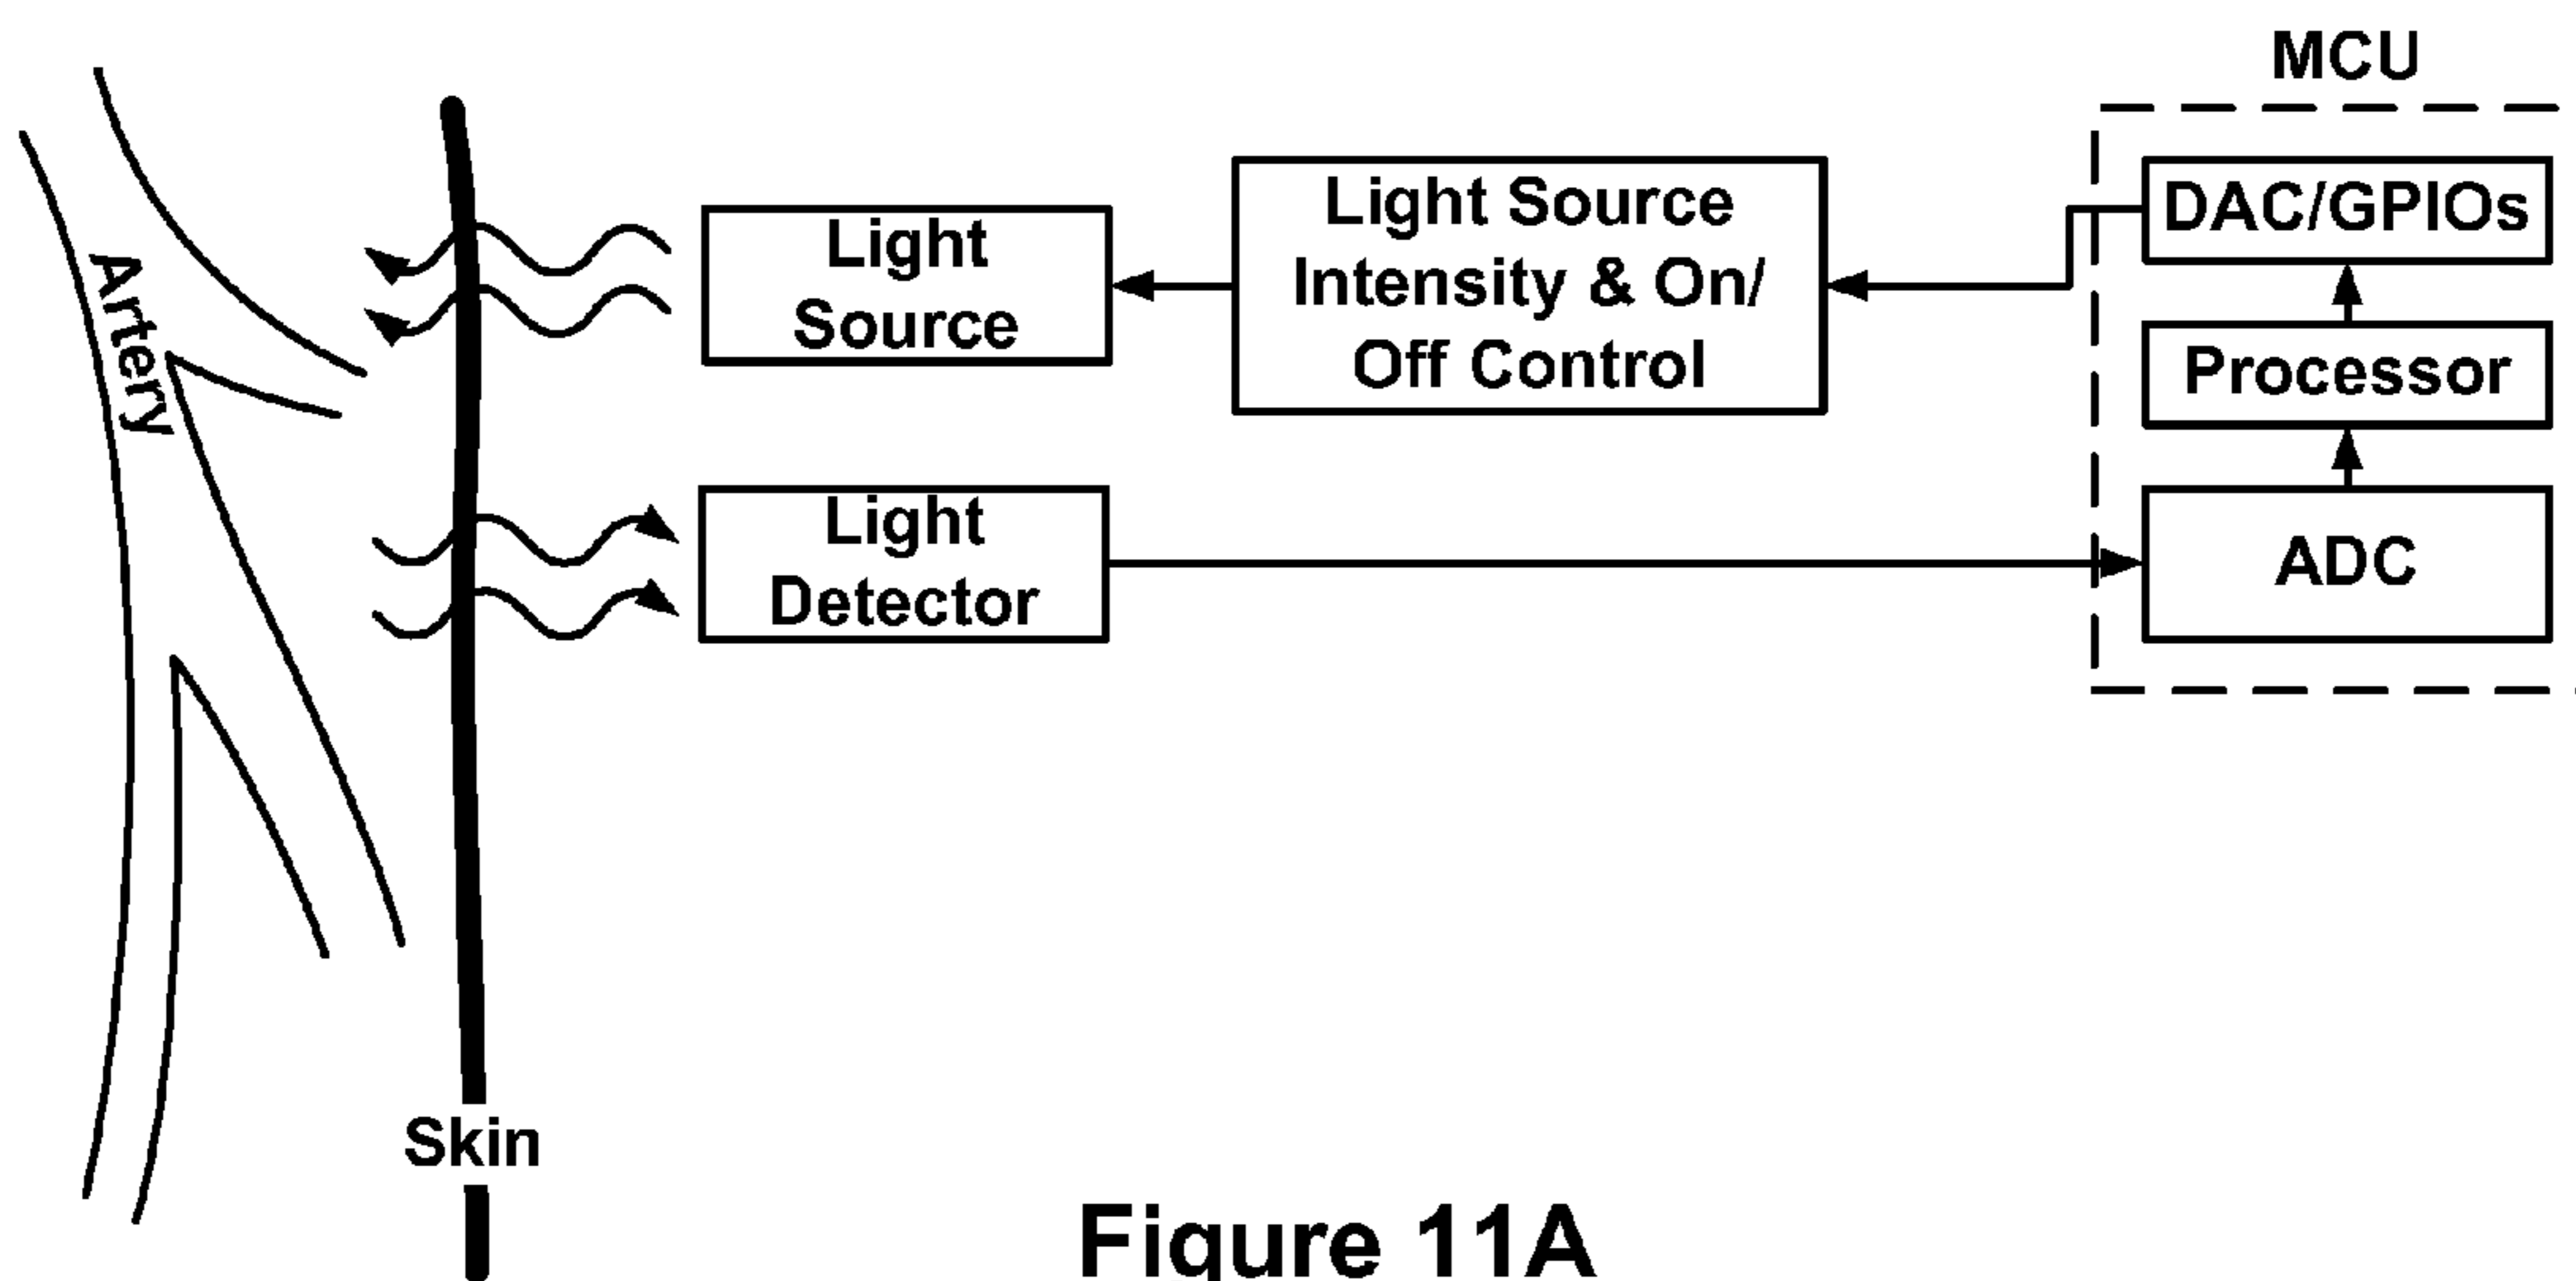 MCU
Artery
Light
Source
Light Source
Intensity & On/
Off Control
DAC/GPIOs
Processor
Light
Detector
ADC
Skin
Figure 11A